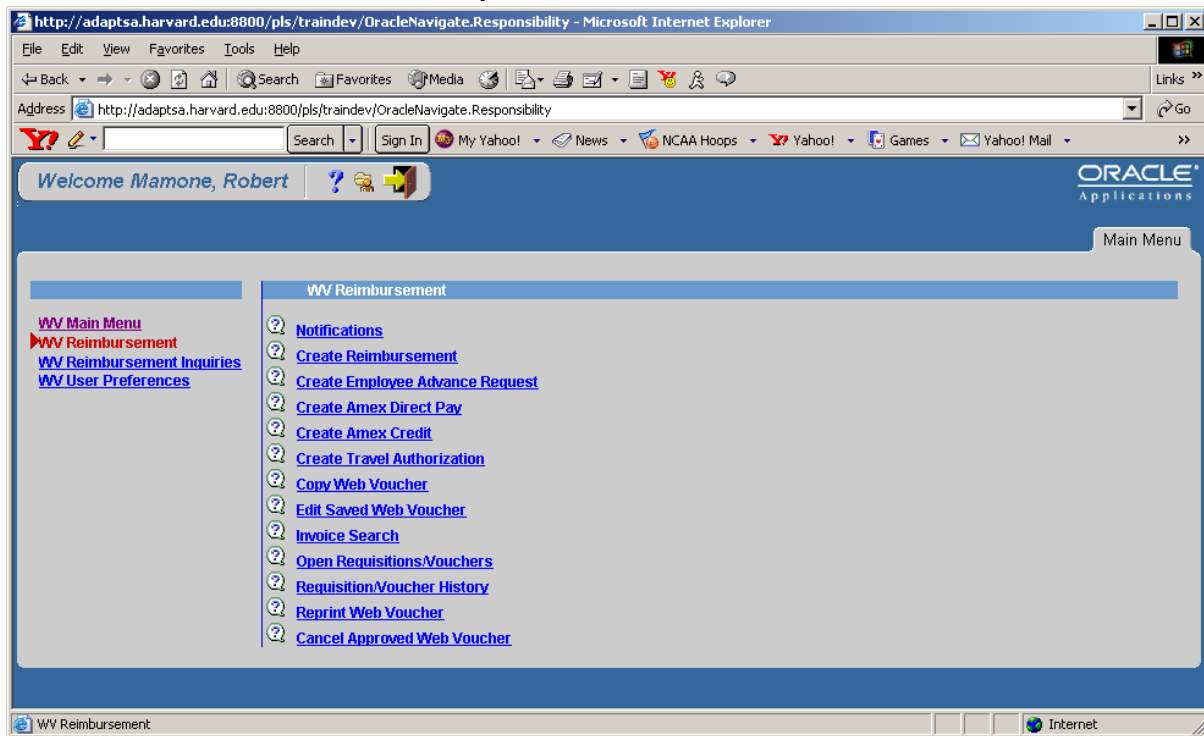 http://adaptsa.harvard.edu:8800/pls/traindev/OracleNavigate.Responsibility - Microsoft Internet Explorer
File Edit View Favorites Tools Help
Back Search Favorites Media Links »
Address http://adaptsa.harvard.edu:8800/pls/traindev/OracleNavigate.Responsibility Go
Y! Search Sign In My Yahoo! News NCAA Hoops Y! Yahoo! Games Yahoo! Mail »
Welcome Mamone, Robert ? ORACLE
Applications
Main Menu
WV Reimbursement
WV Main Menu
WV Reimbursement
WV Reimbursement Inquiries
WV User Preferences
Notifications
Create Reimbursement
Create Employee Advance Request
Create Amex Direct Pay
Create Amex Credit
Create Travel Authorization
Copy Web Voucher
Edit Saved Web Voucher
Invoice Search
Open Requisitions/Vouchers
Requisition/Voucher History
Reprint Web Voucher
Cancel Approved Web Voucher
WV Reimbursement Internet